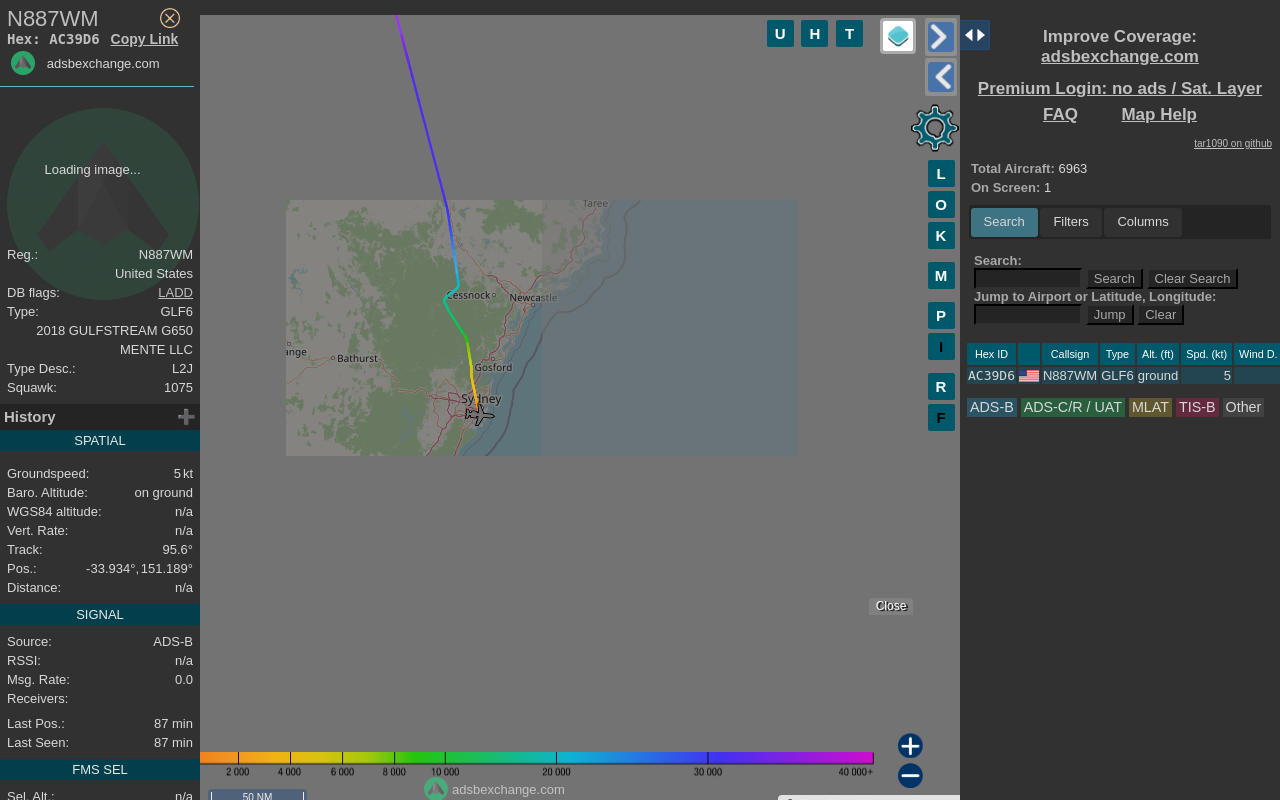 N887WM
Hex: AC39D6 Copy Link
adsbexchange.com
Loading image...
Reg.: N887WM
United States
DB flags: LADD
Type: GLF6
2018 GULFSTREAM G650
MENTE LLC
Type Desc.: L2J
Squawk: 1075
History
SPATIAL
Groundspeed: 5 kt
Baro. Altitude: on ground
WGS84 altitude: n/a
Vert. Rate: n/a
Track: 95.6°
Pos.: -33.934°, 151.189°
Distance: n/a
SIGNAL
Source: ADS-B
RSSI: n/a
Msg. Rate: 0.0
Receivers:
Last Pos.: 87 min
Last Seen: 87 min
FMS SEL
Sel. Alt.: n/a
U H T
L
O
K
M
P
I
R
F
Taree
Cessnock
Newcastle
ange
Bathurst
Gosford
Sydney
Close
2 000 4 000 6 000 8 000 10 000 20 000 30 000 40 000+
adsbexchange.com
50 NM
Improve Coverage:
adsbexchange.com
Premium Login: no ads / Sat. Layer
FAQ Map Help
tar1090 on github
Total Aircraft: 6963
On Screen: 1
Search Filters Columns
Search:
Search Clear Search
Jump to Airport or Latitude, Longitude:
Jump Clear
Hex ID Callsign Type Alt. (ft) Spd. (kt) Wind D.
AC39D6 N887WM GLF6 ground 5
ADS-B ADS-C/R / UAT MLAT TIS-B Other